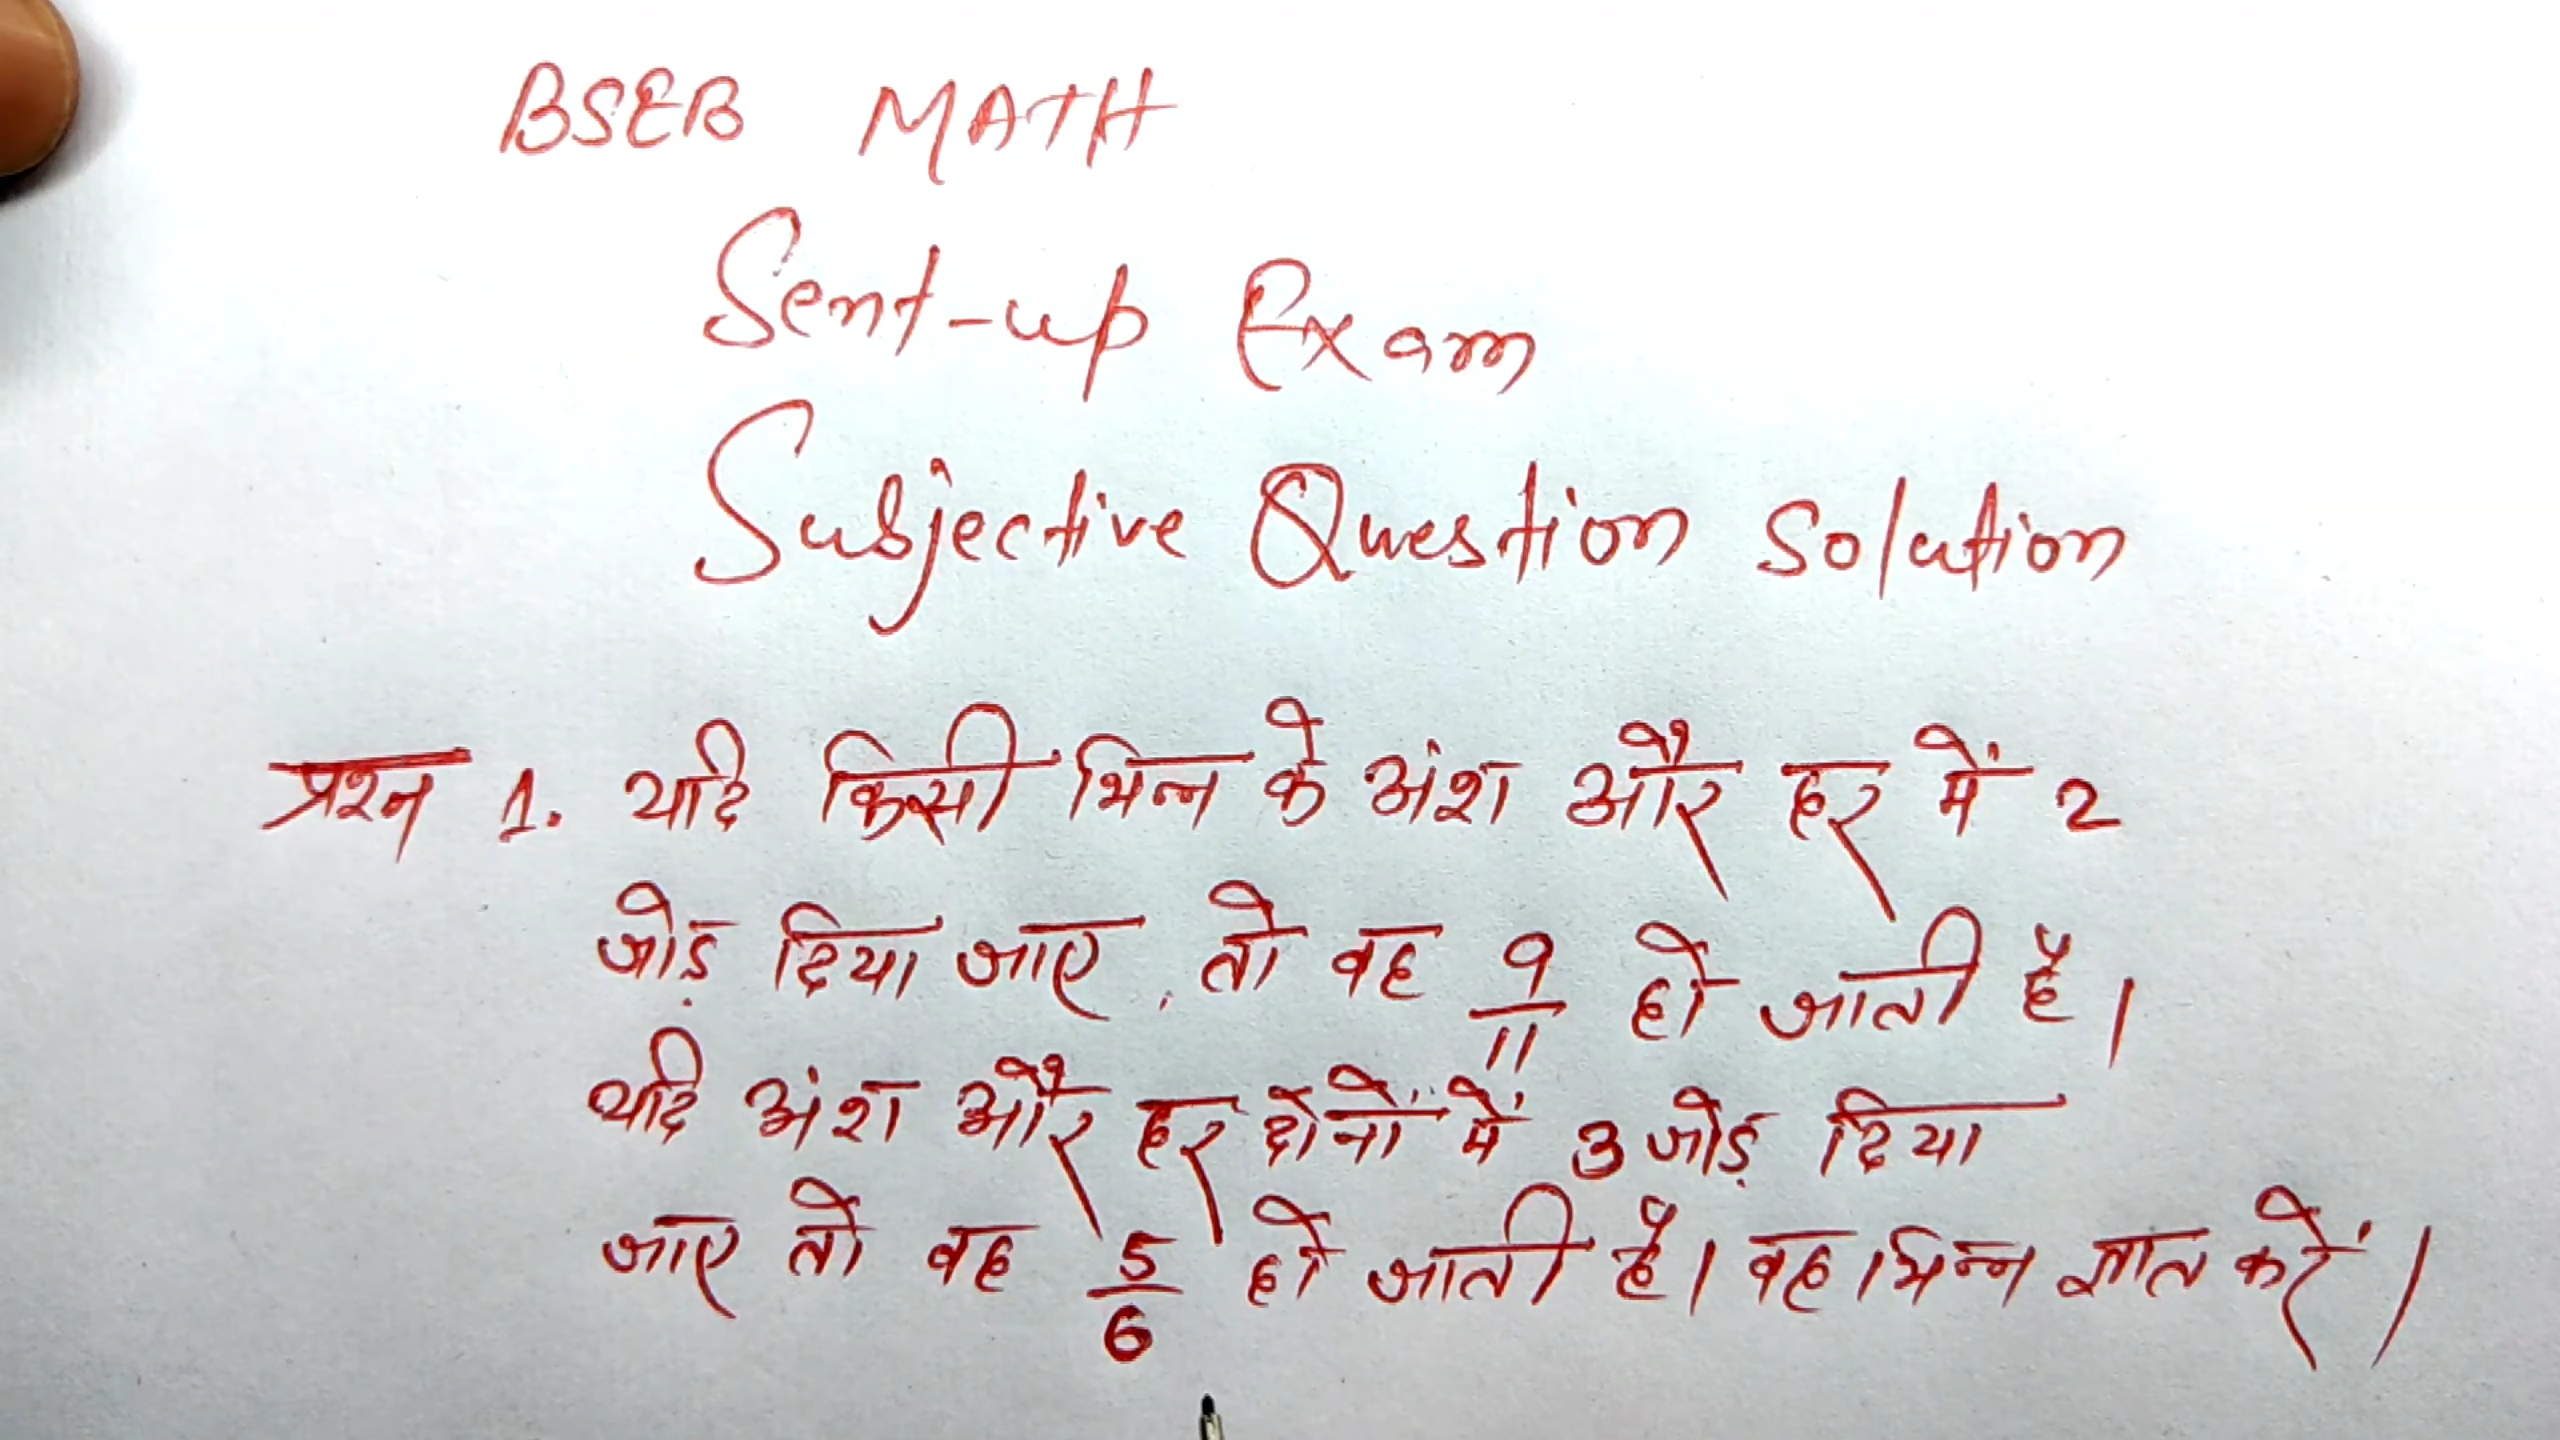 BSEB MATH
Sent-up Exam
Subjective Question Solution
प्रश्न 1. यदि किसी भिन्न के अंश और हर में 2
जोड़ दिया जाए, तो वह 9/11 हो जाती है।
यदि अंश और हर दोनों में 3 जोड़ दिया
जाए तो वह 5/6 हो जाती है। वह भिन्न ज्ञात करें।